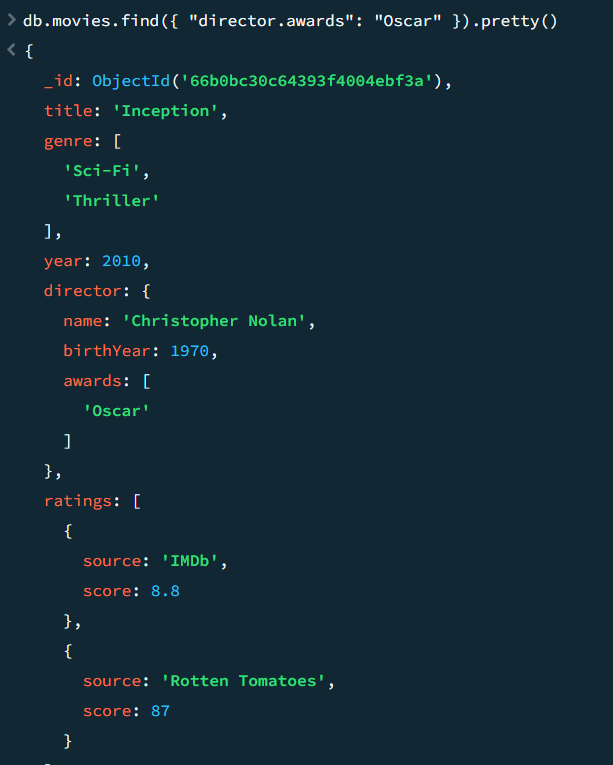 > db.movies.find({ "director.awards": "Oscar" }).pretty()
< {
_id: ObjectId('66b0bc30c64393f4004ebf3a'),
title: 'Inception',
genre: [
'Sci-Fi',
'Thriller'
],
year: 2010,
director: {
name: 'Christopher Nolan',
birthYear: 1970,
awards: [
'Oscar'
]
},
ratings: [
{
source: 'IMDb',
score: 8.8
},
{
source: 'Rotten Tomatoes',
score: 87
}